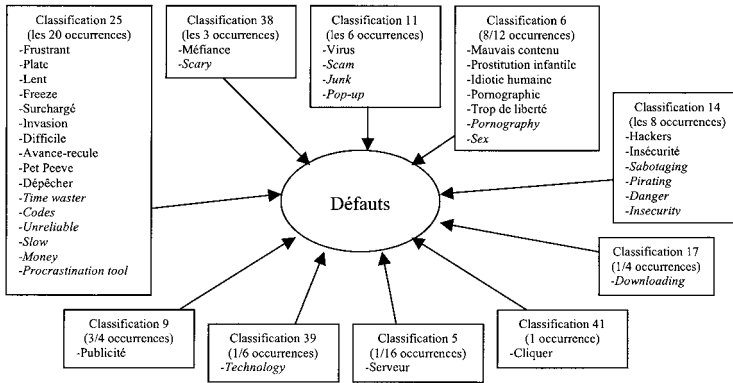 Classification 25
(les 20 occurrences)
-Frustrant
-Plate
-Lent
-Freeze
-Surchargé
-Invasion
-Difficile
-Avance-recule
-Pet Peeve
-Dépêcher
-Time waster
-Codes
-Unreliable
-Slow
-Money
-Procrastination tool
Classification 38
(les 3 occurrences)
-Méfiance
-Scary
Classification 11
(les 6 occurrences)
-Virus
-Scam
-Junk
-Pop-up
Classification 6
(8/12 occurrences)
-Mauvais contenu
-Prostitution infantile
-Idiotie humaine
-Pornographie
-Trop de liberté
-Pornography
-Sex
Classification 14
(les 8 occurrences)
-Hackers
-Insécurité
-Sabotaging
-Pirating
-Danger
-Insecurity
Défauts
Classification 17
(1/4 occurrences)
-Downloading
Classification 9
(3/4 occurrences)
-Publicité
Classification 39
(1/6 occurrences)
-Technology
Classification 5
(1/16 occurrences)
-Serveur
Classification 41
(1 occurrence)
-Cliquer